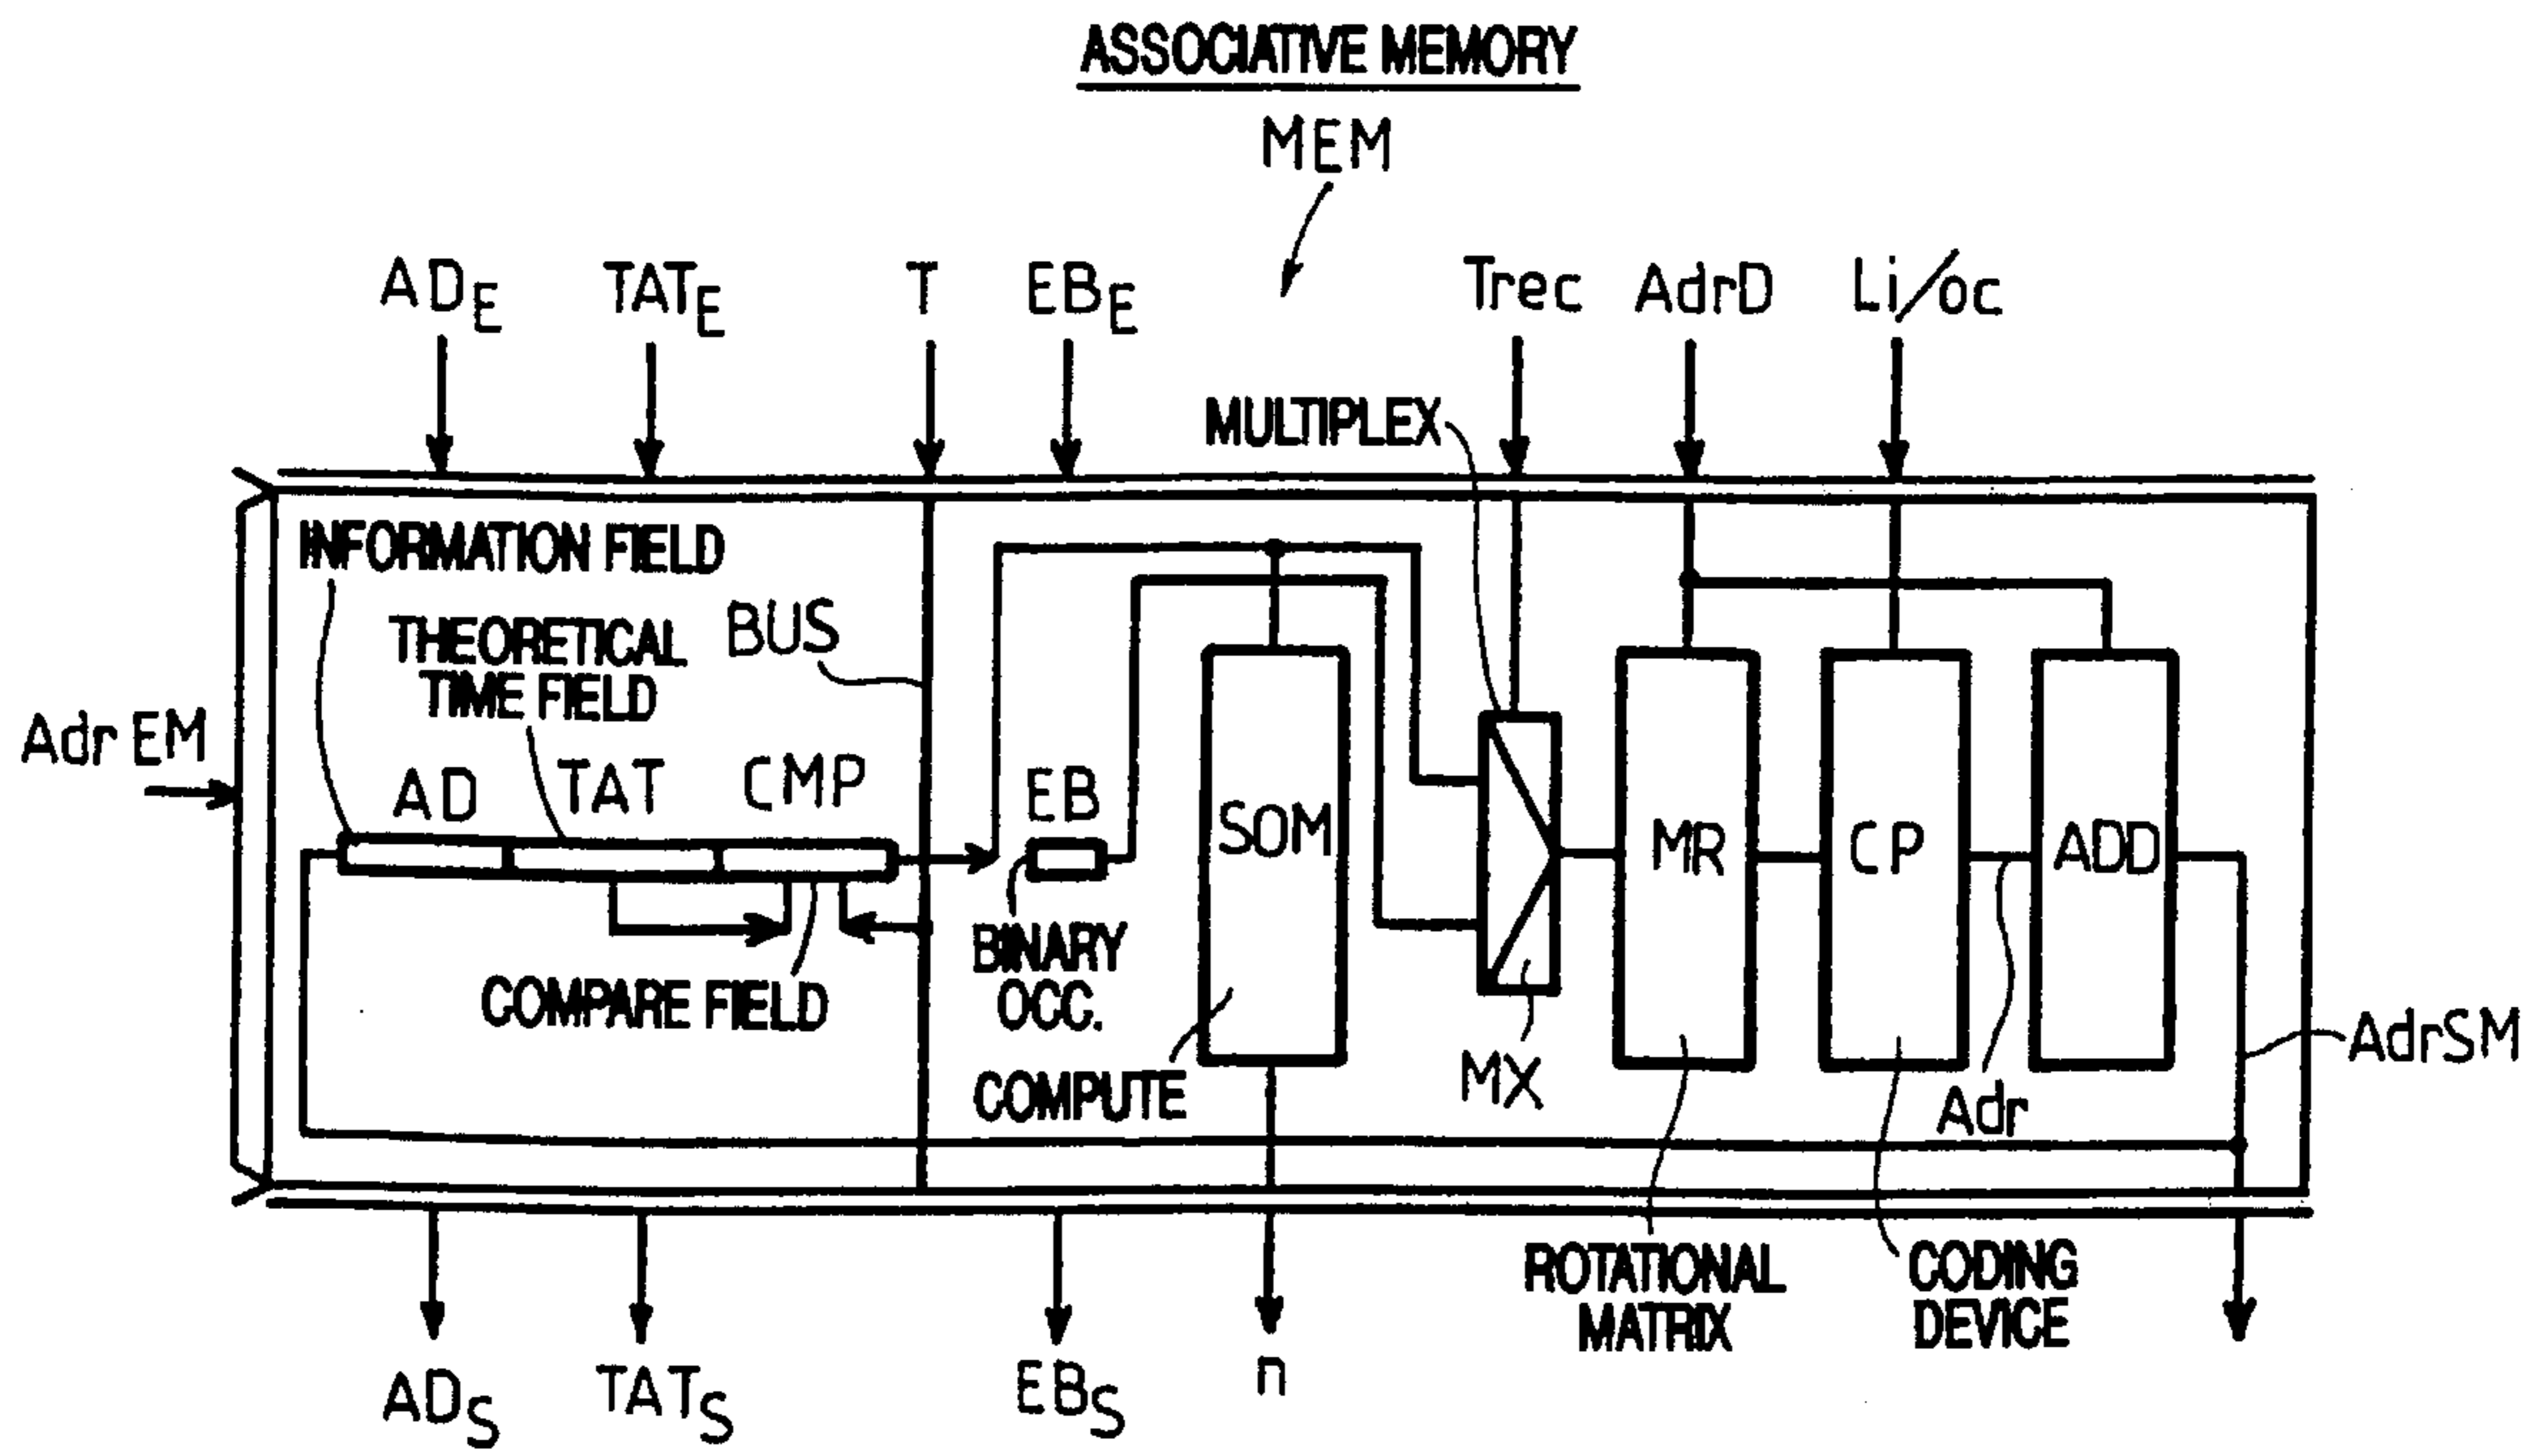 ASSOCIATIVE MEMORY
MEM
ADE TATE T EBE Trec AdrD Li/oc
MULTIPLEX
INFORMATION FIELD
THEORETICAL
TIME FIELD
BUS
Adr EM
AD TAT CMP EB SOM MR CP ADD
BINARY
OCC.
COMPARE FIELD
COMPUTE
MX
Adr
AdrSM
ROTATIONAL
MATRIX
CODING
DEVICE
ADS TATS EBS n